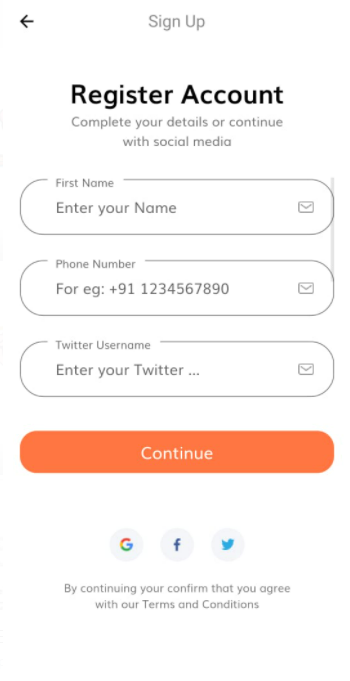 Sign Up
Register Account
Complete your details or continue
with social media
First Name
Enter your Name
Phone Number
For eg: +91 1234567890
Twitter Username
Enter your Twitter ...
Continue
By continuing your confirm that you agree
with our Terms and Conditions